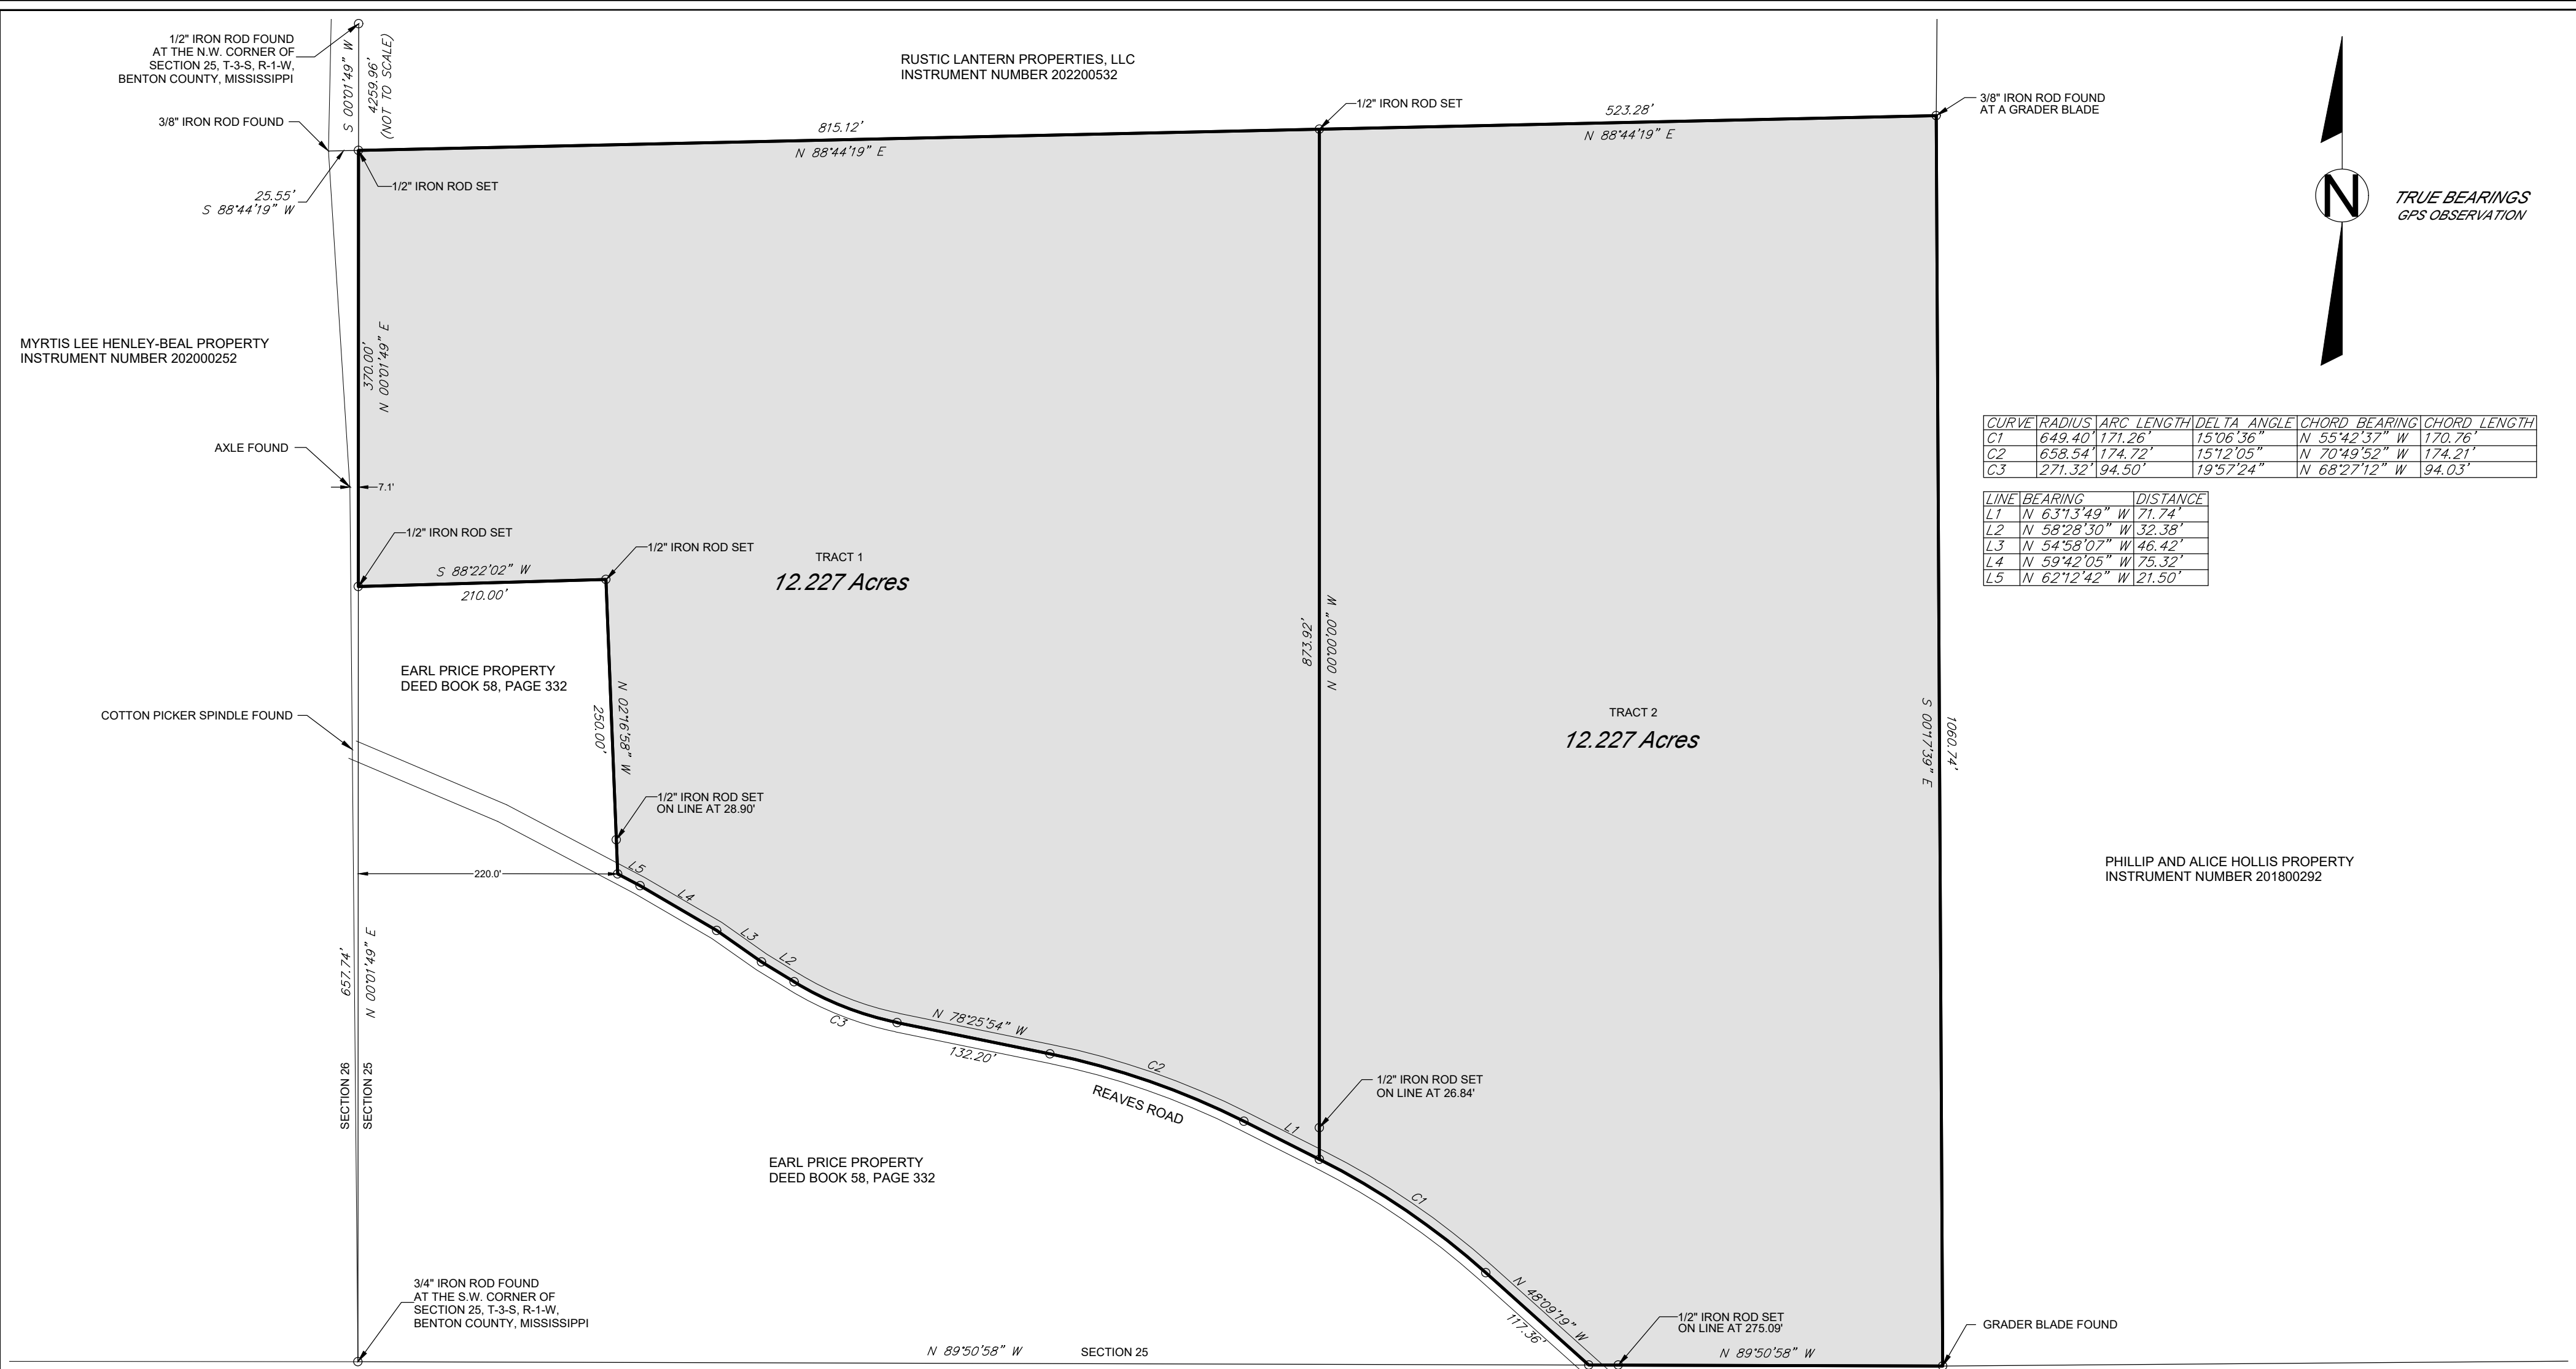 1/2" IRON ROD FOUND
AT THE N.W. CORNER OF
SECTION 25, T-3-S, R-1-W,
BENTON COUNTY, MISSISSIPPI
S 00°01'49" W
4259.96'
(NOT TO SCALE)
3/8" IRON ROD FOUND
25.55'
S 88°44'19" W
1/2" IRON ROD SET
RUSTIC LANTERN PROPERTIES, LLC
INSTRUMENT NUMBER 202200532
815.12'
N 88°44'19" E
1/2" IRON ROD SET
523.28'
N 88°44'19" E
3/8" IRON ROD FOUND
AT A GRADER BLADE
N
TRUE BEARINGS
GPS OBSERVATION
MYRTIS LEE HENLEY-BEAL PROPERTY
INSTRUMENT NUMBER 202000252
370.00'
N 00°01'49" E
AXLE FOUND
7.1'
1/2" IRON ROD SET
S 88°22'02" W
210.00'
1/2" IRON ROD SET
TRACT 1
12.227 Acres
CURVE RADIUS ARC LENGTH DELTA ANGLE CHORD BEARING CHORD LENGTH
C1 649.40' 171.26' 15°06'36" N 55°42'37" W 170.76'
C2 658.54' 174.72' 15°12'05" N 70°49'52" W 174.21'
C3 271.32' 94.50' 19°57'24" N 68°27'12" W 94.03'
LINE BEARING DISTANCE
L1 N 63°13'49" W 71.74'
L2 N 58°28'30" W 32.38'
L3 N 54°58'07" W 46.42'
L4 N 59°42'05" W 75.32'
L5 N 62°12'42" W 21.50'
EARL PRICE PROPERTY
DEED BOOK 58, PAGE 332
COTTON PICKER SPINDLE FOUND
250.00'
N 02°16'58" W
1/2" IRON ROD SET
ON LINE AT 28.90'
873.92'
N 00°00'00" W
TRACT 2
12.227 Acres
S 00°17'39" E
1060.74'
PHILLIP AND ALICE HOLLIS PROPERTY
INSTRUMENT NUMBER 201800292
220.0'
L5
L4
L3
L2
C3
N 78°25'54" W
132.20'
C2
REAVES ROAD
L1
1/2" IRON ROD SET
ON LINE AT 26.84'
C1
657.74'
N 00°01'49" E
SECTION 26
SECTION 25
EARL PRICE PROPERTY
DEED BOOK 58, PAGE 332
N 48°09'19" W
117.36'
3/4" IRON ROD FOUND
AT THE S.W. CORNER OF
SECTION 25, T-3-S, R-1-W,
BENTON COUNTY, MISSISSIPPI
N 89°50'58" W
SECTION 25
1/2" IRON ROD SET
ON LINE AT 275.09'
N 89°50'58" W
GRADER BLADE FOUND